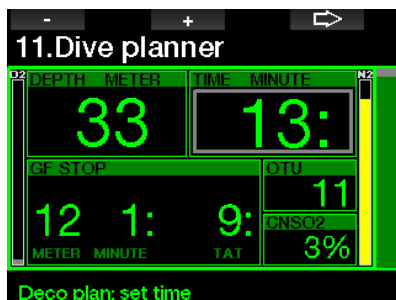 - +
11.Dive planner
O2 DEPTH METER TIME MINUTE N2
33 13:
GF STOP OTU
11
12 1: 9: CNSO2
METER MINUTE TAT 3%
Deco plan: set time